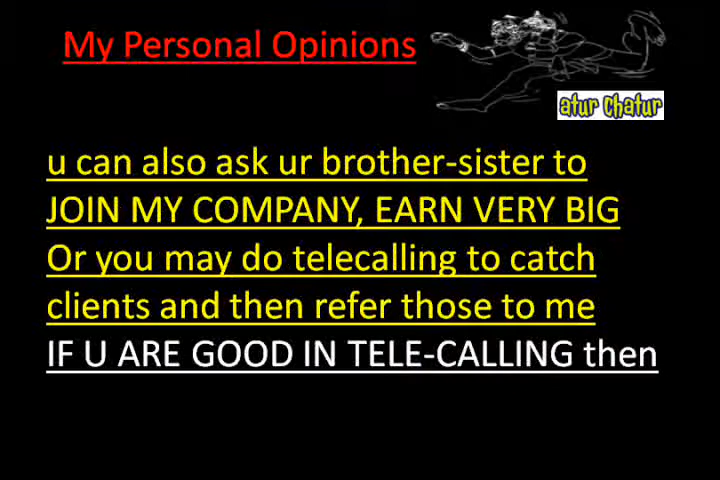 My Personal Opinions
atur Chatur
u can also ask ur brother-sister to
JOIN MY COMPANY, EARN VERY BIG
Or you may do telecalling to catch
clients and then refer those to me
IF U ARE GOOD IN TELE-CALLING then